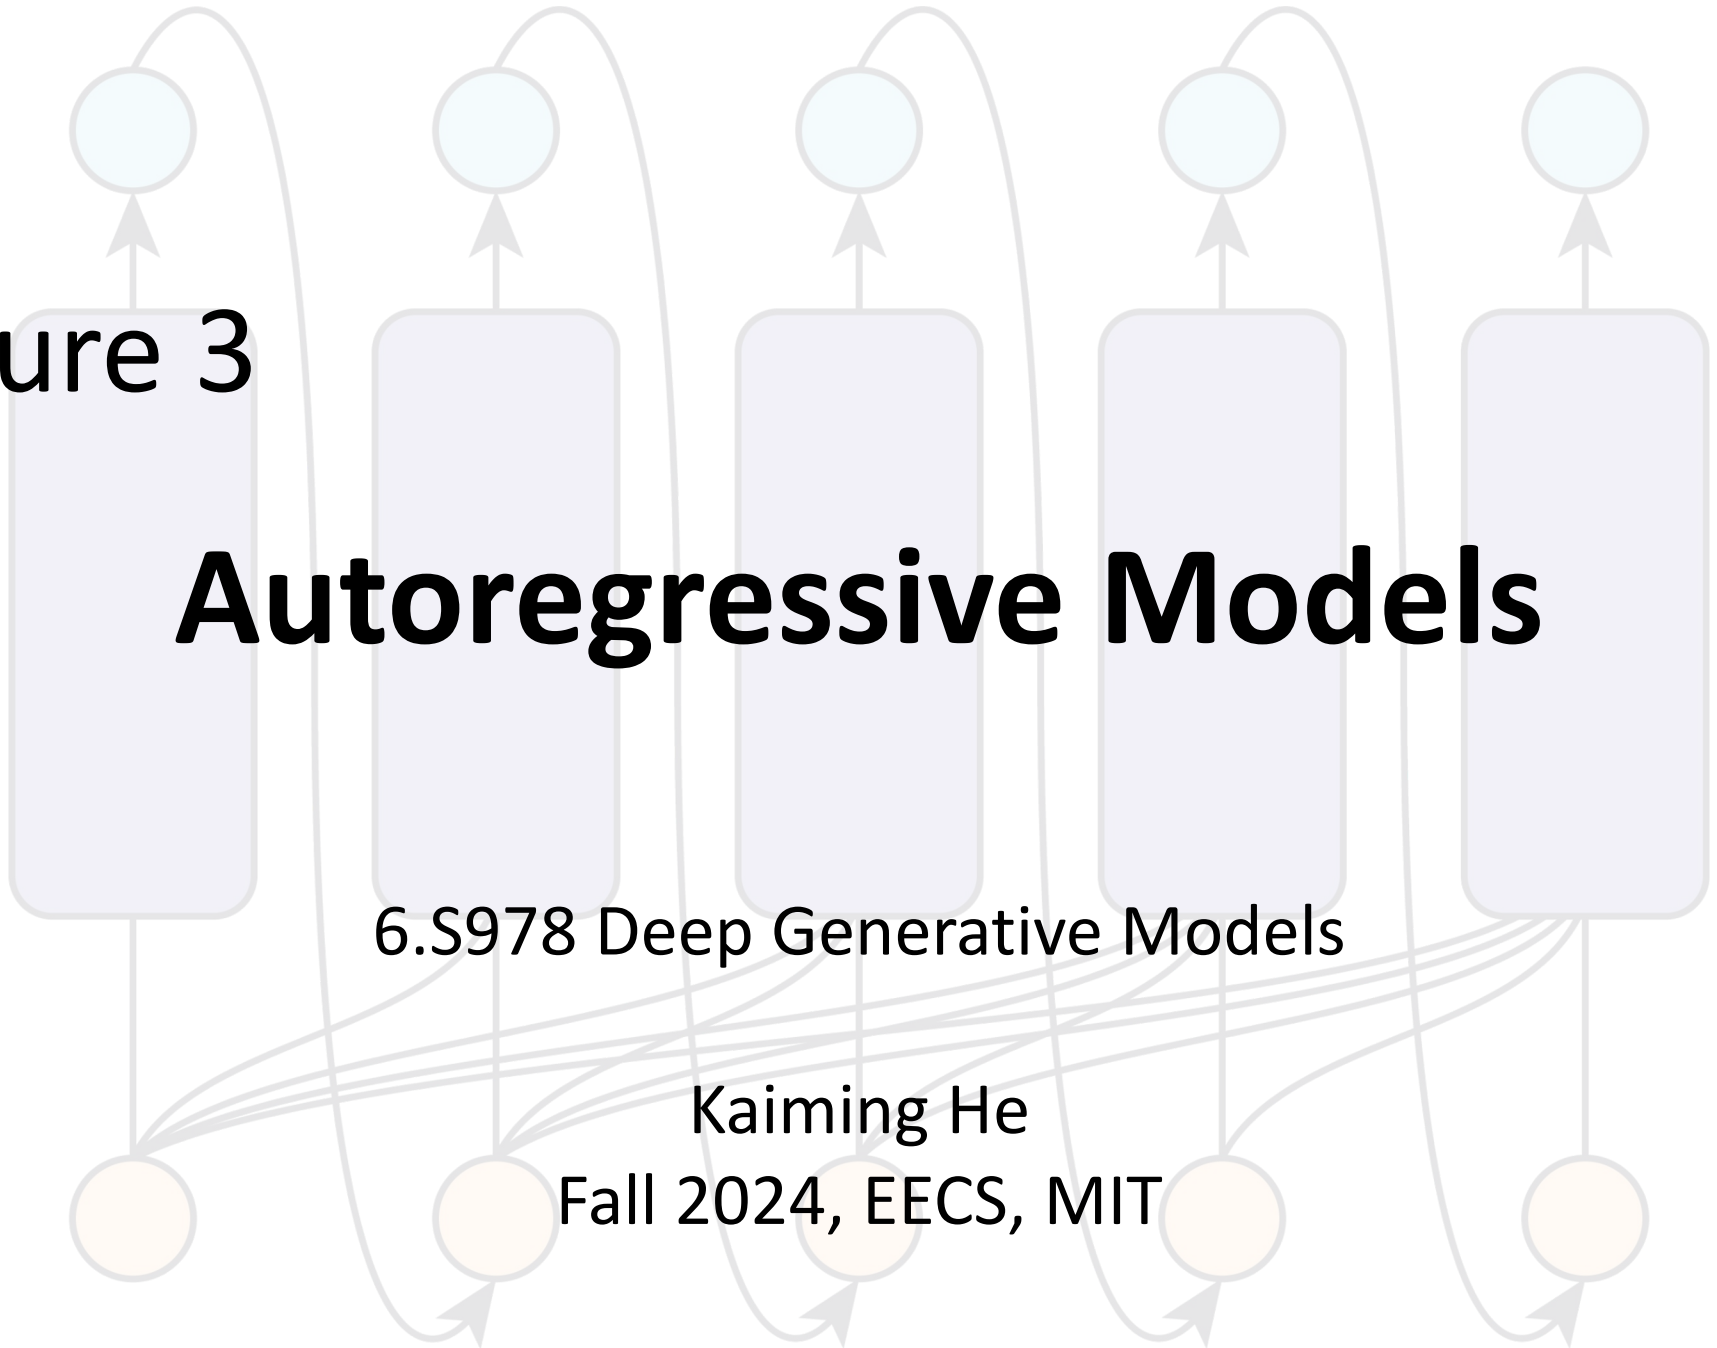 ure 3
Autoregressive Models
6.S978 Deep Generative Models
Kaiming He
Fall 2024, EECS, MIT